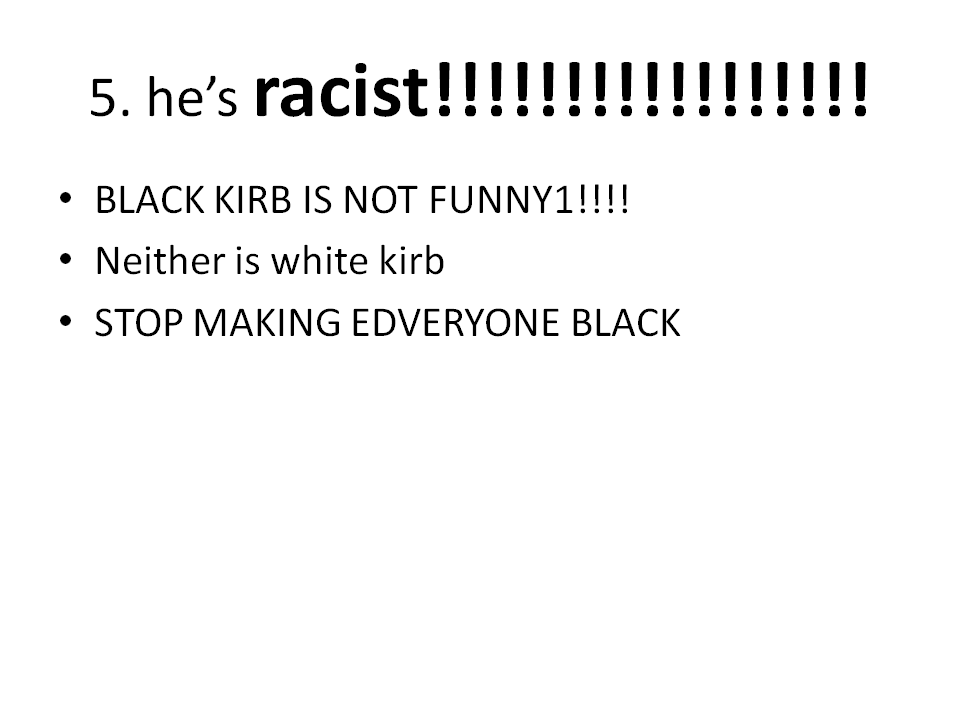 5. he’s racist!!!!!!!!!!!!!!!!!
• BLACK KIRB IS NOT FUNNY1!!!!
• Neither is white kirb
• STOP MAKING EDVERYONE BLACK